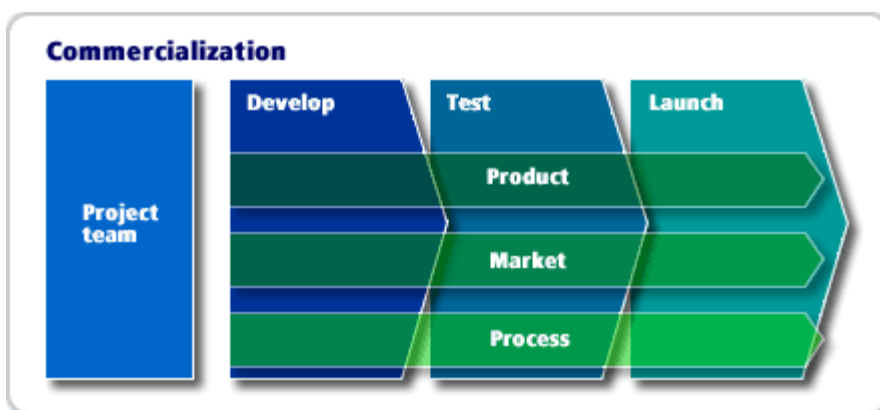 Commercialization
Develop
Test
Launch
Project
team
Product
Market
Process